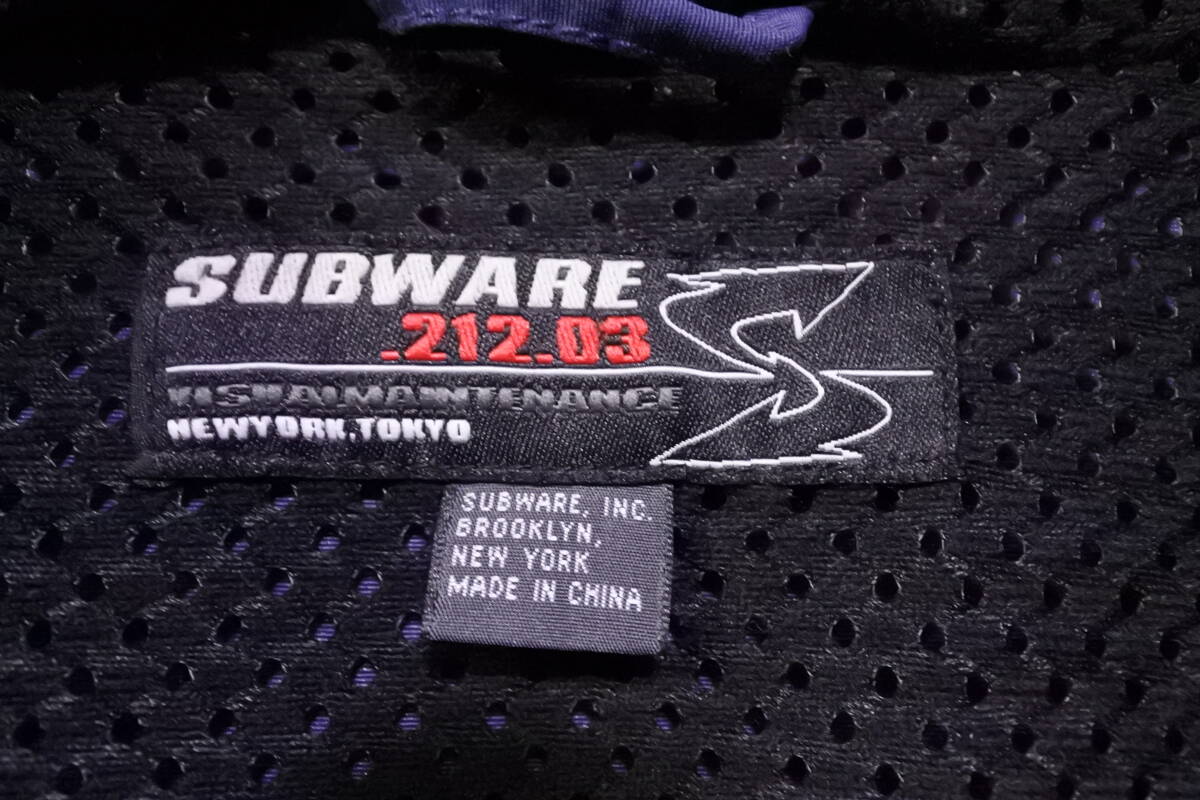 SUBWARE
.212.03
VISUALMAINTENANCE
NEWYORK.TOKYO
SUBWARE, INC.
BROOKLYN,
NEW YORK
MADE IN CHINA